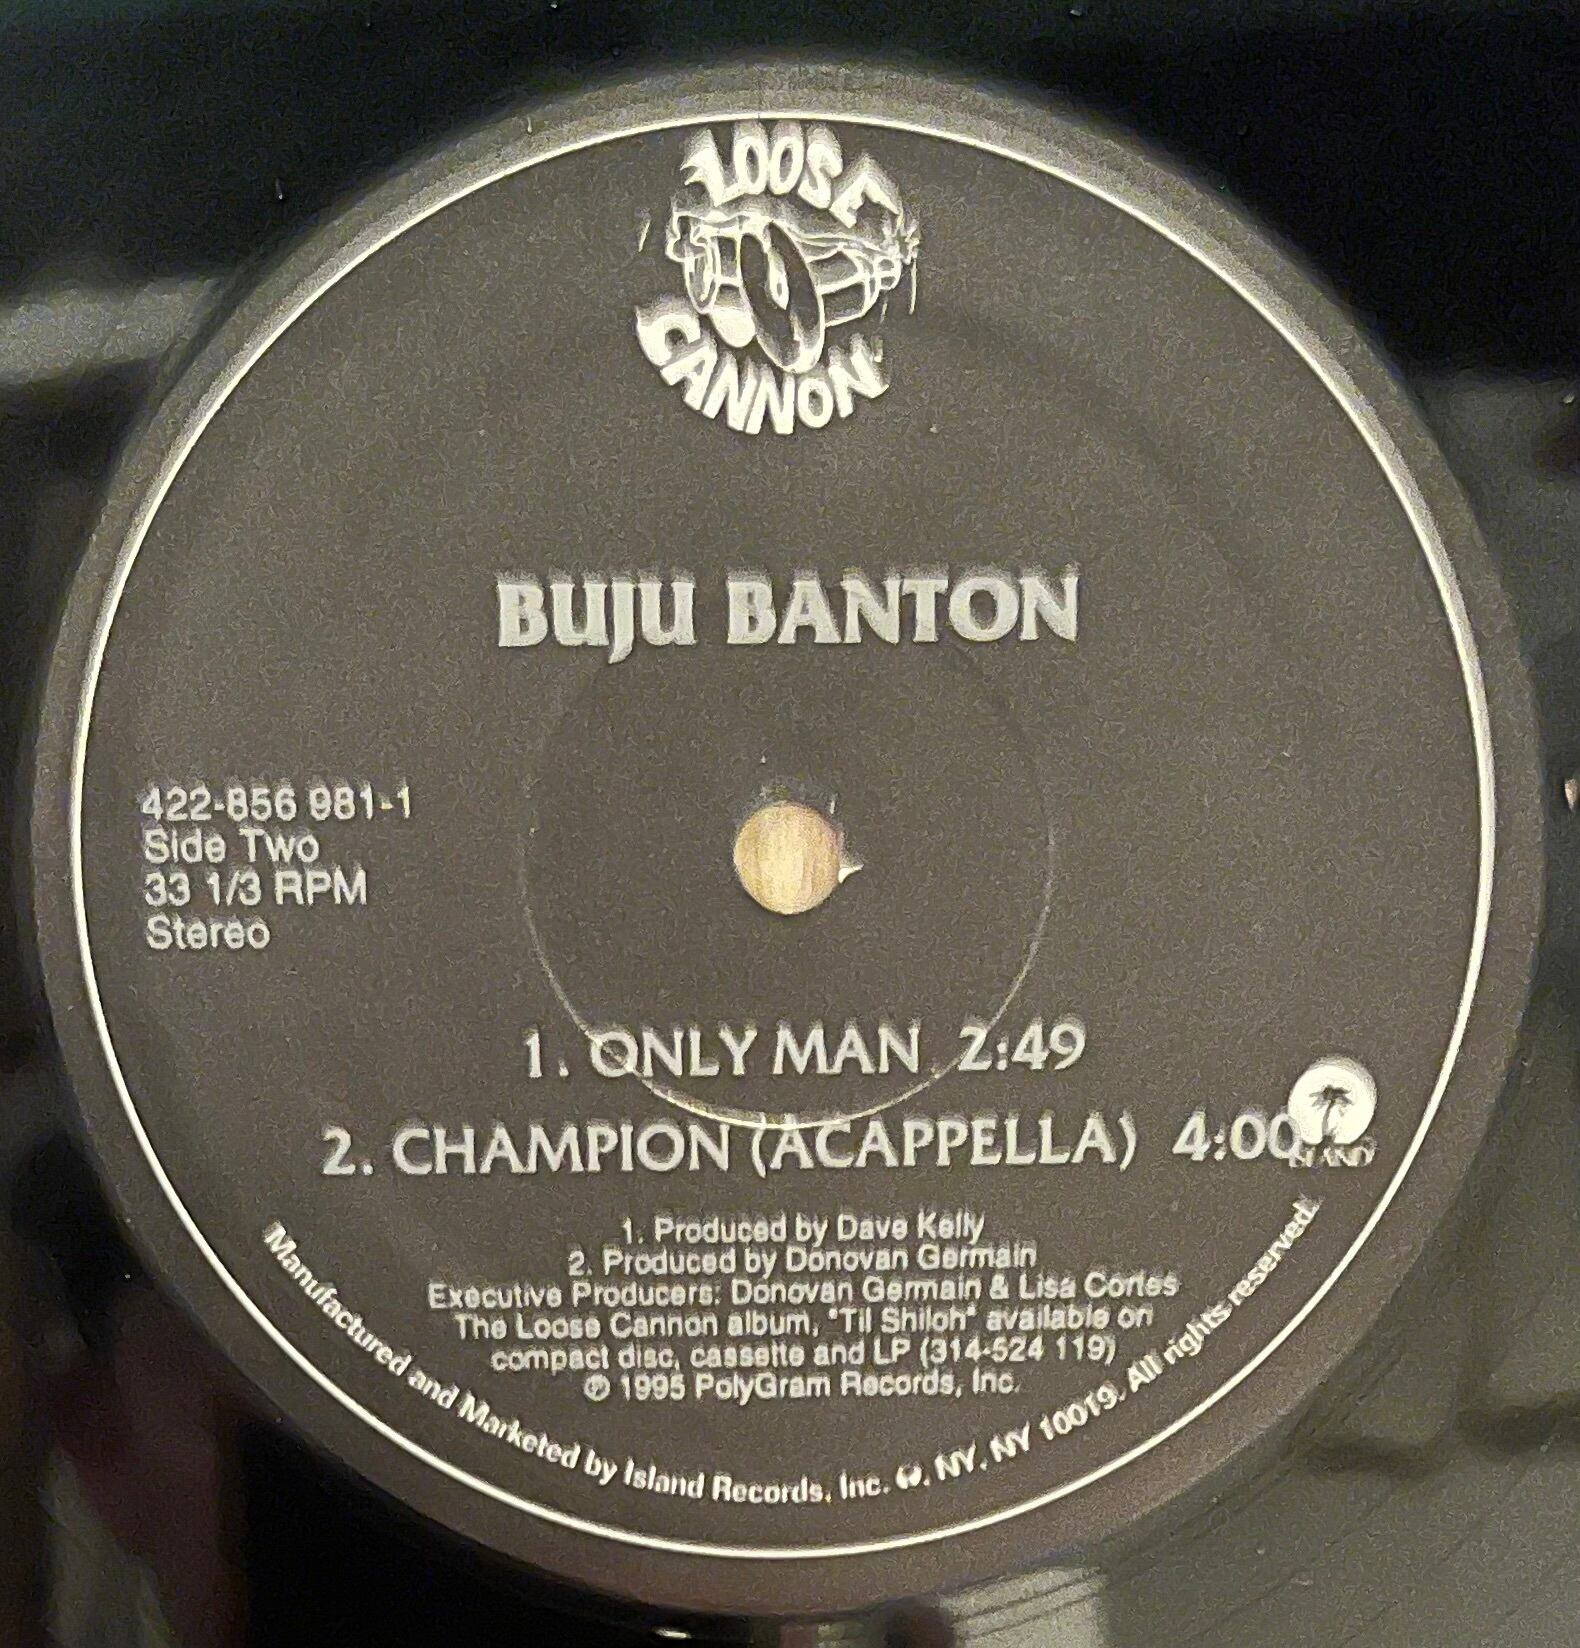 LOOSE
CANNON
BUJU BANTON
422-856 981-1
Side Two
33 1/3 RPM
Stereo
1. ONLY MAN 2:49
2. CHAMPION (ACAPPELLA) 4:00
ISLAND
1. Produced by Dave Kelly
2. Produced by Donovan Germain
Executive Producers: Donovan Germain & Lisa Cortes
The Loose Cannon album, "Til Shiloh" available on
compact disc, cassette and LP (314-524 119)
℗ 1995 PolyGram Records, Inc.
Manufactured and Marketed by Island Records, Inc. , NY, NY 10019. All rights reserved.